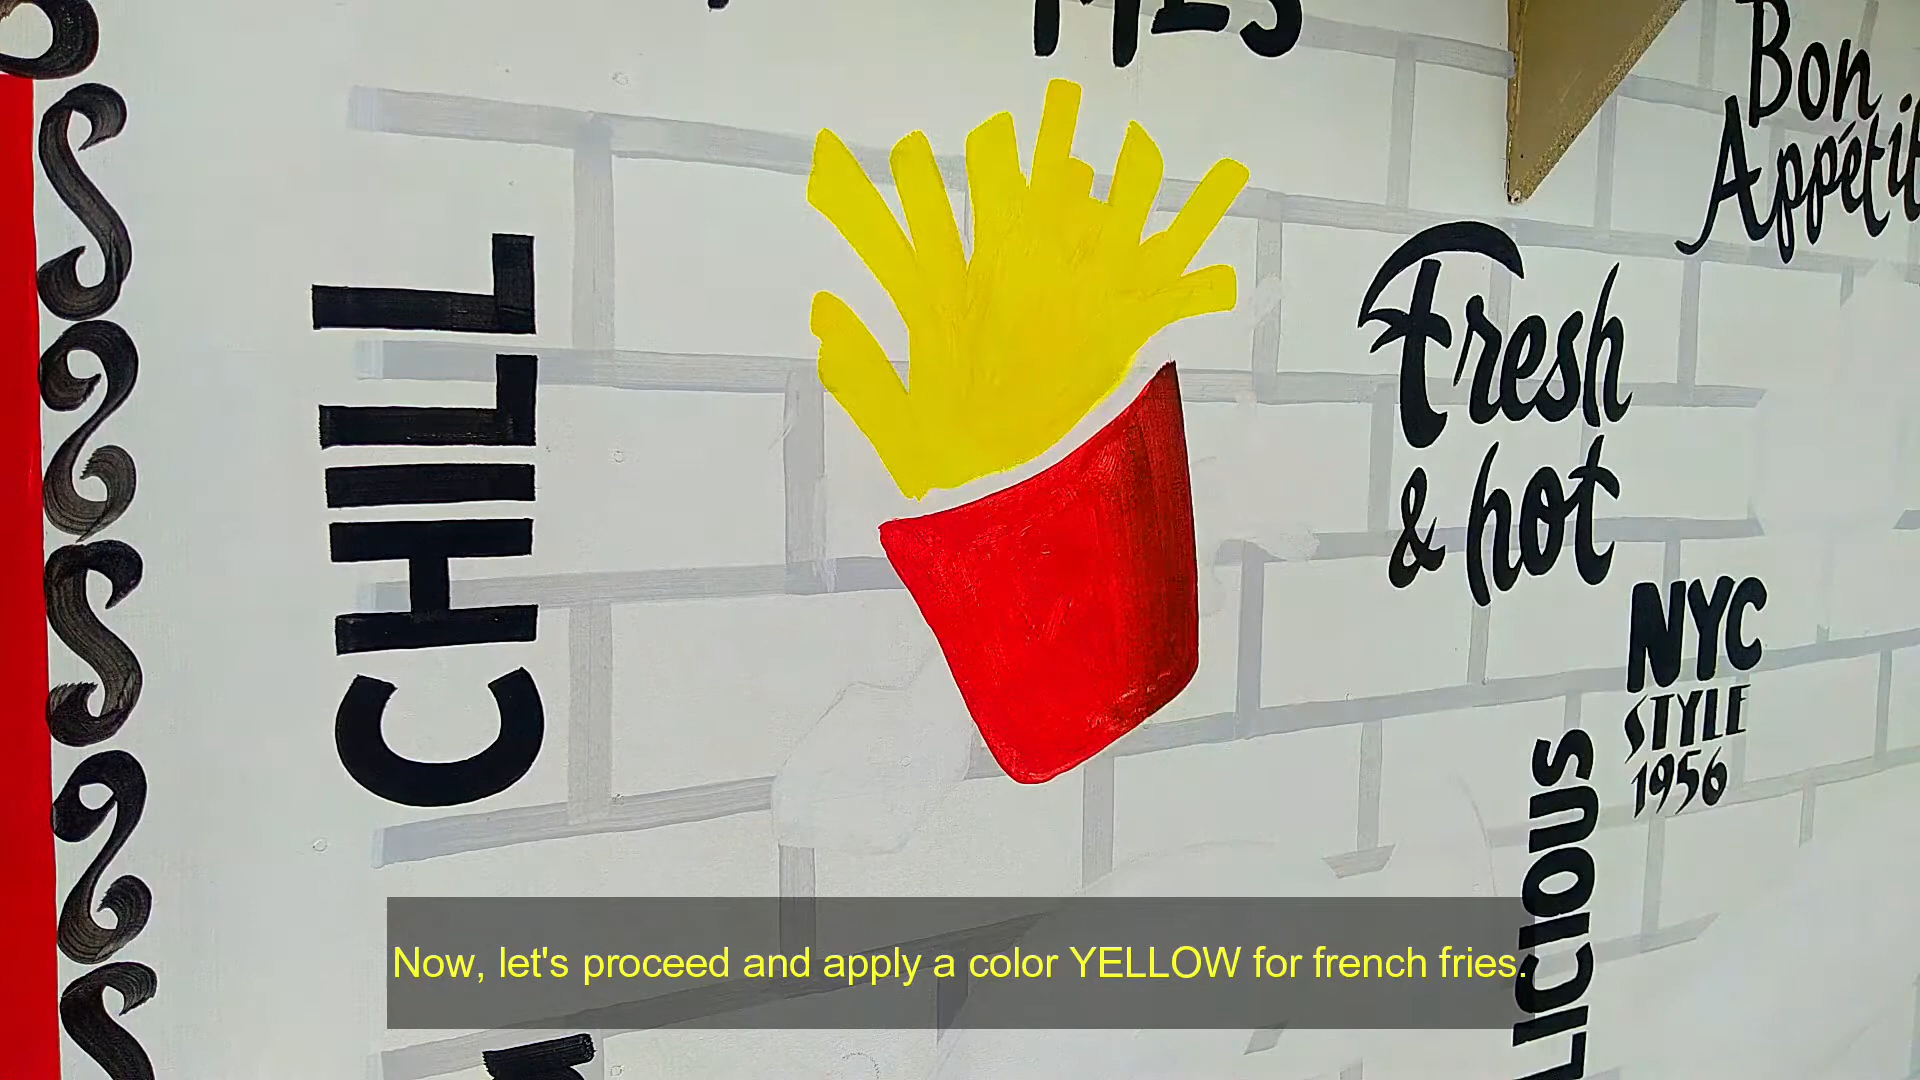 Bon
Appétit
CHILL
Fresh
& hot
NYC
STYLE
1956
Now, let's proceed and apply a color YELLOW for french fries.